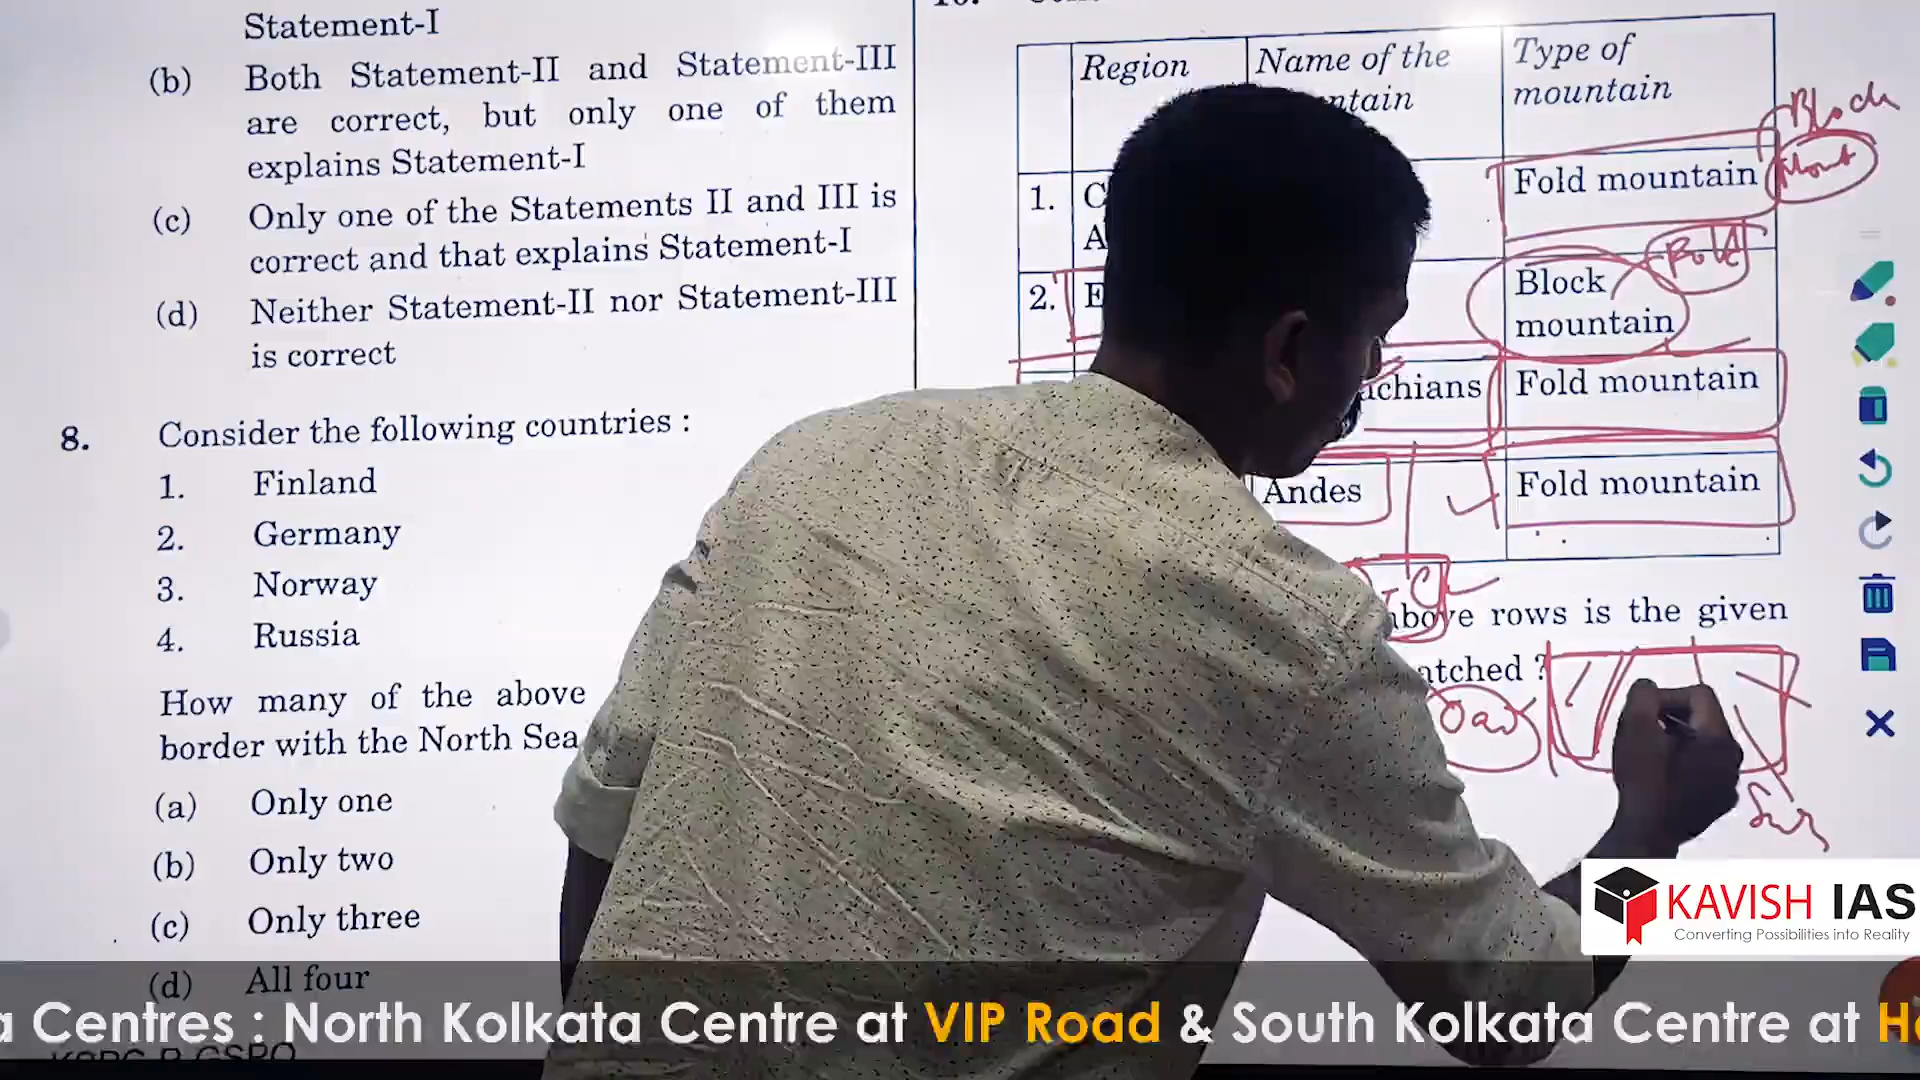 Statement-I
(b) Both Statement-II and Statement-III
are correct, but only one of them
explains Statement-I
(c) Only one of the Statements II and III is
correct and that explains Statement-I
(d) Neither Statement-II nor Statement-III
is correct
8. Consider the following countries :
1. Finland
2. Germany
3. Norway
4. Russia
How many of the above
border with the North Sea
(a) Only one
(b) Only two
(c) Only three
(d) All four
Region
Name of the
Type of
mountain
Block
1.
Fold mountain
2.
Block
mountain
Fold
Fold mountain
Andes
Fold mountain
rows is the given
?
KAVISH IAS
Converting Possibilities into Reality
Centres : North Kolkata Centre at VIP Road & South Kolkata Centre at